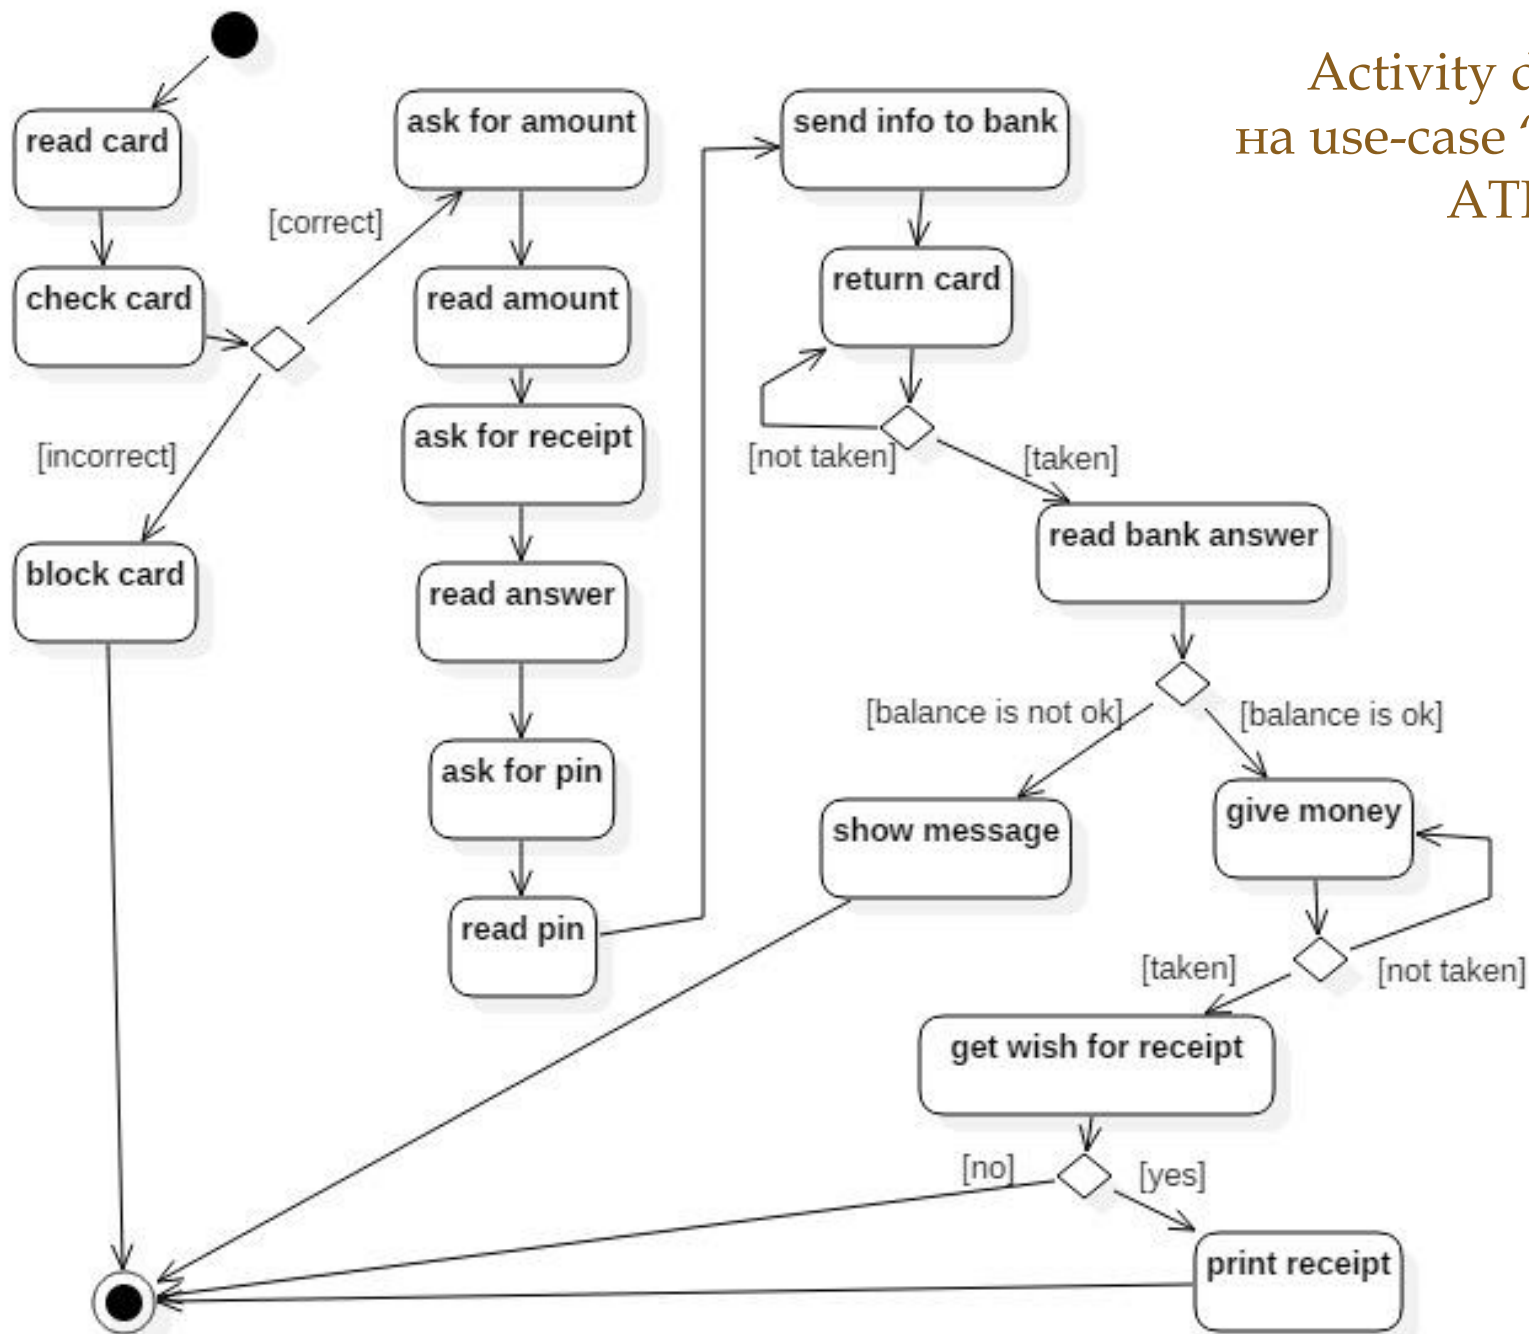 Activity
на use-case “
read card
check card
[correct]
[incorrect]
block card
ask for amount
read amount
ask for receipt
read answer
ask for pin
read pin
send info to bank
return card
[not taken]
[taken]
read bank answer
[balance is not ok]
[balance is ok]
show message
give money
[taken]
[not taken]
get wish for receipt
[no]
[yes]
print receipt